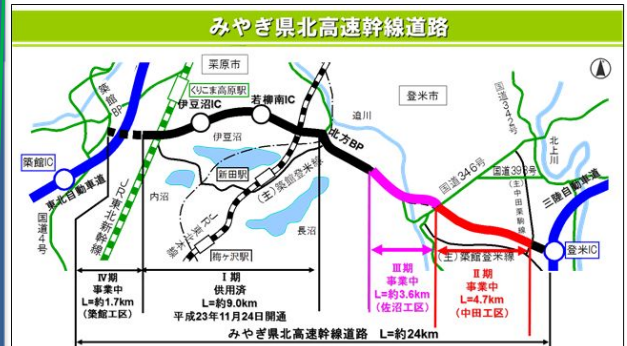 みやぎ県北高速幹線道路
栗原市
くりこま高原駅
築館BP
伊豆沼IC
若柳南IC
迫川
登米市
国道342号
北上川
伊豆沼
北方BP
国道346号
国道398号
築館IC
東北自動車道
JR東北新幹線
新田駅
(主)築館登米線
(主)中田栗駒線
三陸自動車道
国道4号
内沼
JR東北本線
長沼
梅ヶ沢駅
(主)築館登米線
登米IC
Ⅳ期
事業中
L=約1.7km
(築館工区)
Ⅰ期
供用済
L=約9.0km
平成23年11月24日開通
Ⅲ期
事業中
L=約3.6km
(佐沼工区)
Ⅱ期
事業中
L=4.7km
(中田工区)
みやぎ県北高速幹線道路 L=約24km